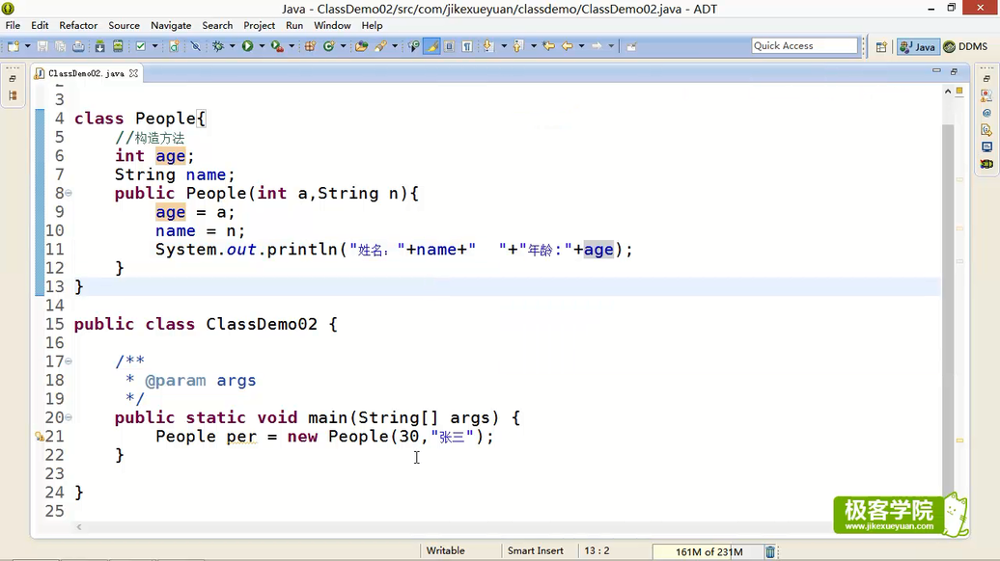 Java - ClassDemo02/src/com/jikexueyuan/classdemo/ClassDemo02.java - ADT
File Edit Refactor Source Navigate Search Project Run Window Help
Quick Access Java DDMS
ClassDemo02.java
3
4 class People{
5 //构造方法
6 int age;
7 String name;
8 public People(int a,String n){
9 age = a;
10 name = n;
11 System.out.println("姓名："+name+"  "+"年龄:"+age);
12 }
13 }
14
15 public class ClassDemo02 {
16
17 /**
18 * @param args
19 */
20 public static void main(String[] args) {
21 People per = new People(30,"张三");
22 }
23
24 }
25
极客学院
www.jikexueyuan.com
Writable Smart Insert 13 : 2 161M of 231M